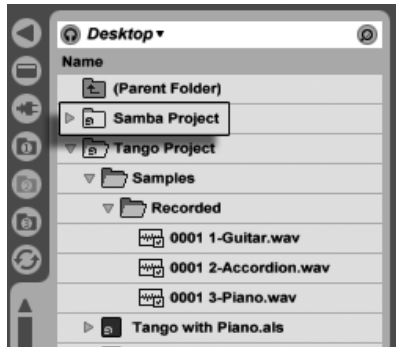 Desktop
Name
(Parent Folder)
Samba Project
Tango Project
Samples
Recorded
0001 1-Guitar.wav
0001 2-Accordion.wav
0001 3-Piano.wav
Tango with Piano.als